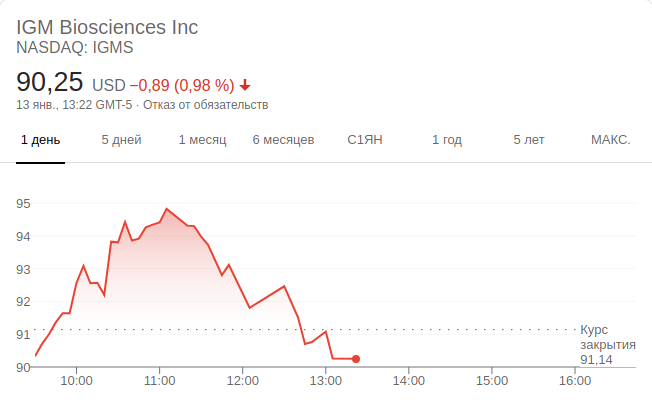 IGM Biosciences Inc
NASDAQ: IGMS
90,25 USD −0,89 (0,98 %)
13 янв., 13:22 GMT-5 · Отказ от обязательств
1 день 5 дней 1 месяц 6 месяцев С1ЯН 1 год 5 лет МАКС.
95
94
93
92
91
90
Курс
закрытия
91,14
10:00 11:00 12:00 13:00 14:00 15:00 16:00